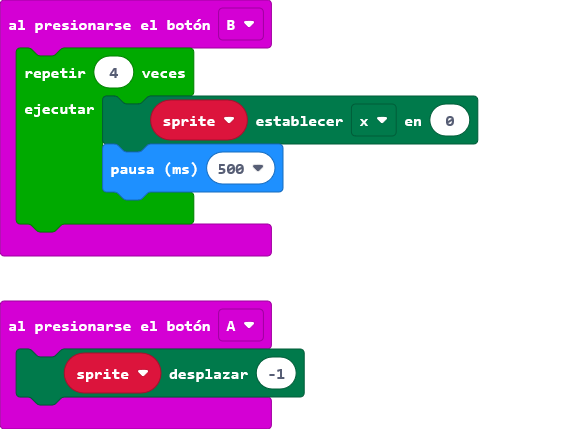 al presionarse el botón B
repetir 4 veces
ejecutar
sprite establecer x en 0
pausa (ms) 500
al presionarse el botón A
sprite desplazar -1